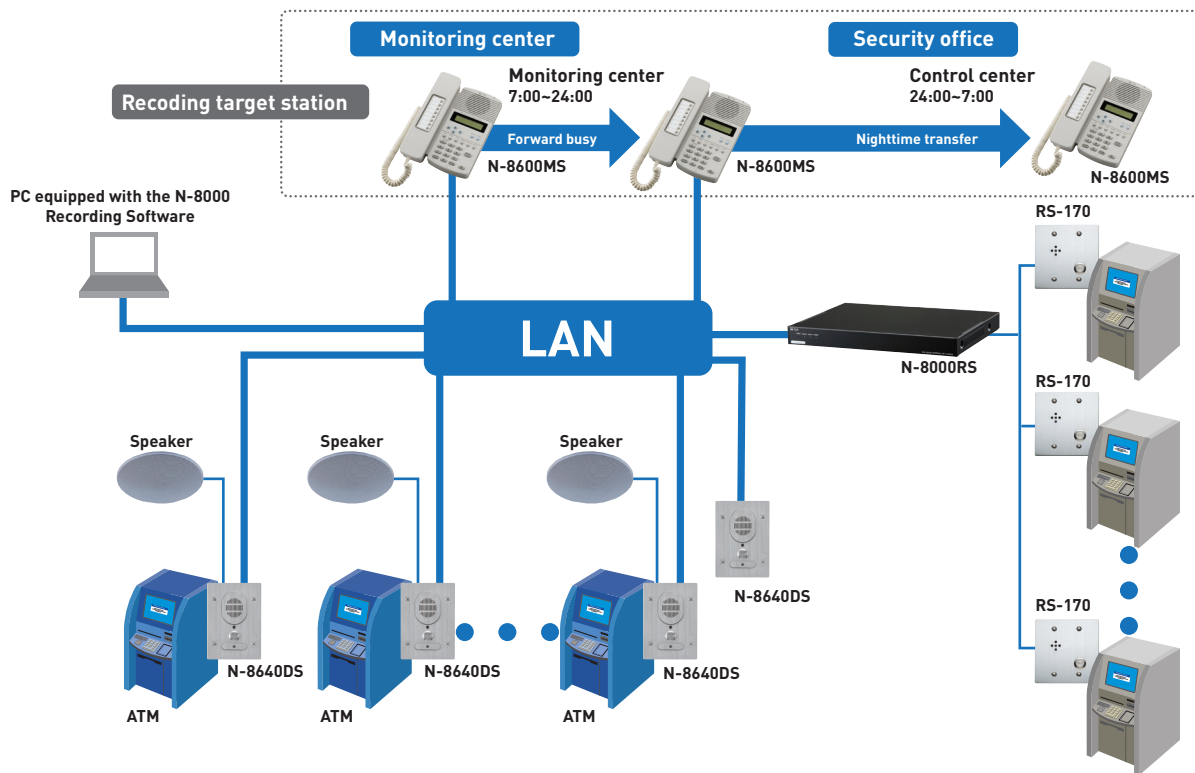 Monitoring center
Security office
Monitoring center
7:00~24:00
Control center
24:00~7:00
Recoding target station
Forward busy
Nighttime transfer
N-8600MS
N-8600MS
N-8600MS
PC equipped with the N-8000
Recording Software
RS-170
LAN
N-8000RS
RS-170
Speaker
Speaker
Speaker
N-8640DS
RS-170
N-8640DS
N-8640DS
N-8640DS
ATM
ATM
ATM